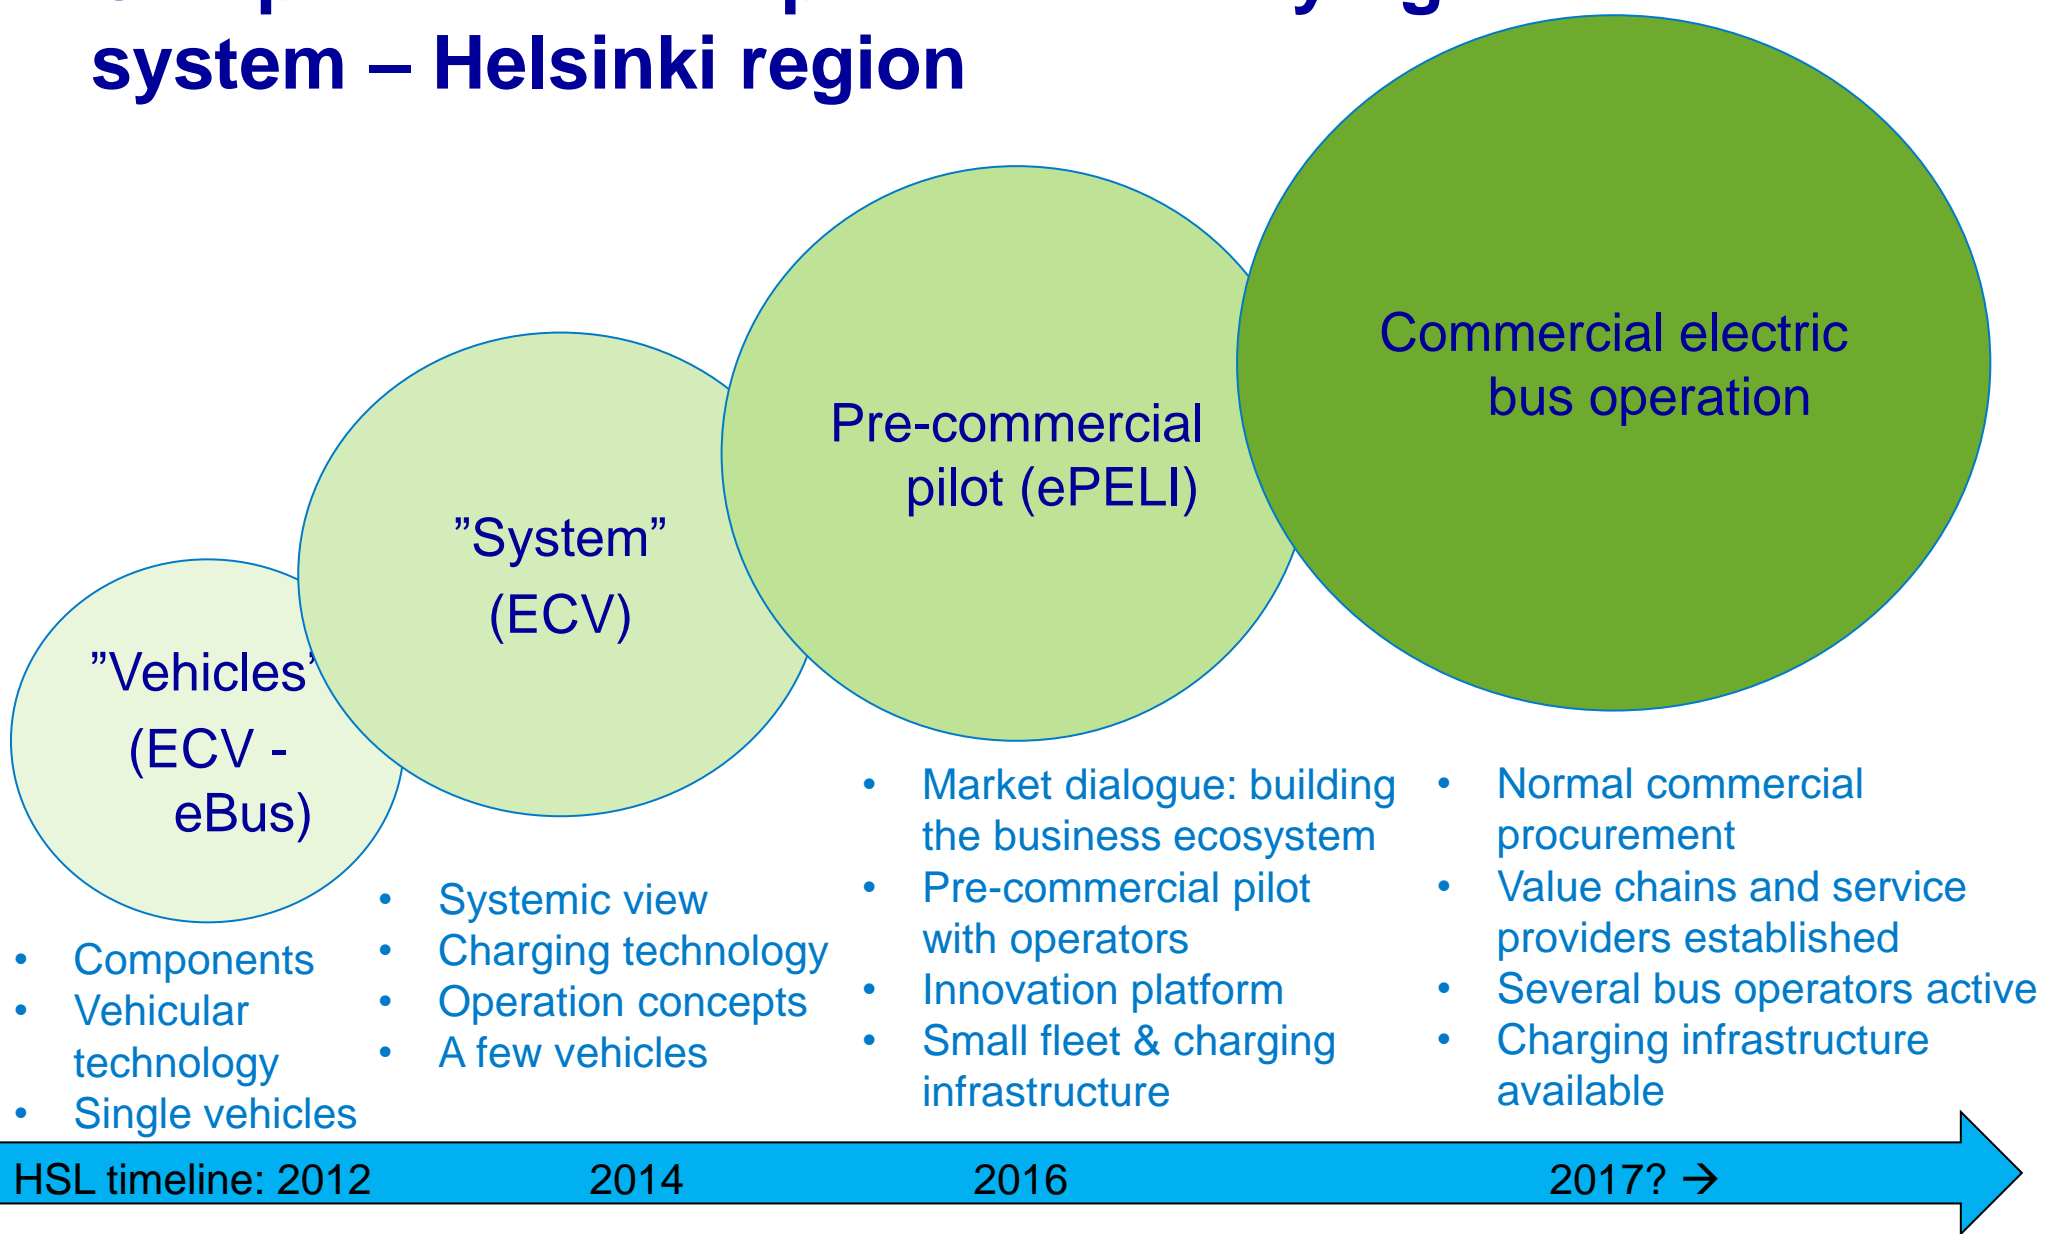 system – Helsinki region
Commercial electric
bus operation
Pre-commercial
pilot (ePELI)
”System”
(ECV)
”Vehicles”
(ECV -
eBus)
• Components
• Vehicular
technology
• Single vehicles
• Systemic view
• Charging technology
• Operation concepts
• A few vehicles
• Market dialogue: building
the business ecosystem
• Pre-commercial pilot
with operators
• Innovation platform
• Small fleet & charging
infrastructure
• Normal commercial
procurement
• Value chains and service
providers established
• Several bus operators active
• Charging infrastructure
available
HSL timeline: 2012 2014 2016 2017? →